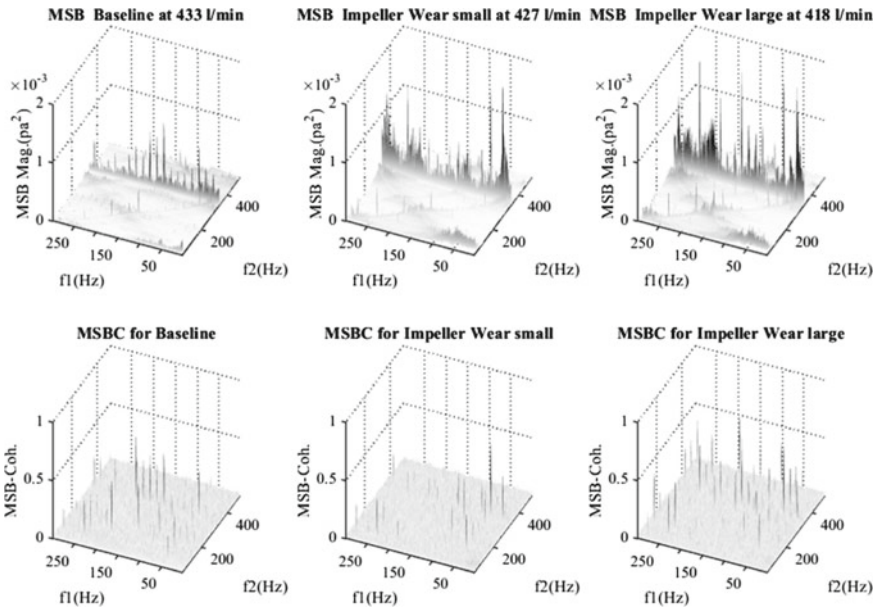 MSB Baseline at 433 l/min
MSB Impeller Wear small at 427 l/min
MSB Impeller Wear large at 418 l/min
×10⁻³
2
1
0
MSB Mag.(pa²)
250
150
50
f1(Hz)
200
400
f2(Hz)
×10⁻³
2
1
0
MSB Mag.(pa²)
250
150
50
f1(Hz)
200
400
f2(Hz)
×10⁻³
2
1
0
MSB Mag.(pa²)
250
150
50
f1(Hz)
200
400
f2(Hz)
MSBC for Baseline
MSBC for Impeller Wear small
MSBC for Impeller Wear large
1
0.5
0
MSB-Coh.
250
150
50
f1(Hz)
200
400
f2(Hz)
1
0.5
0
MSB-Coh.
250
150
50
f1(Hz)
200
400
f2(Hz)
1
0.5
0
MSB-Coh.
250
150
50
f1(Hz)
200
400
f2(Hz)